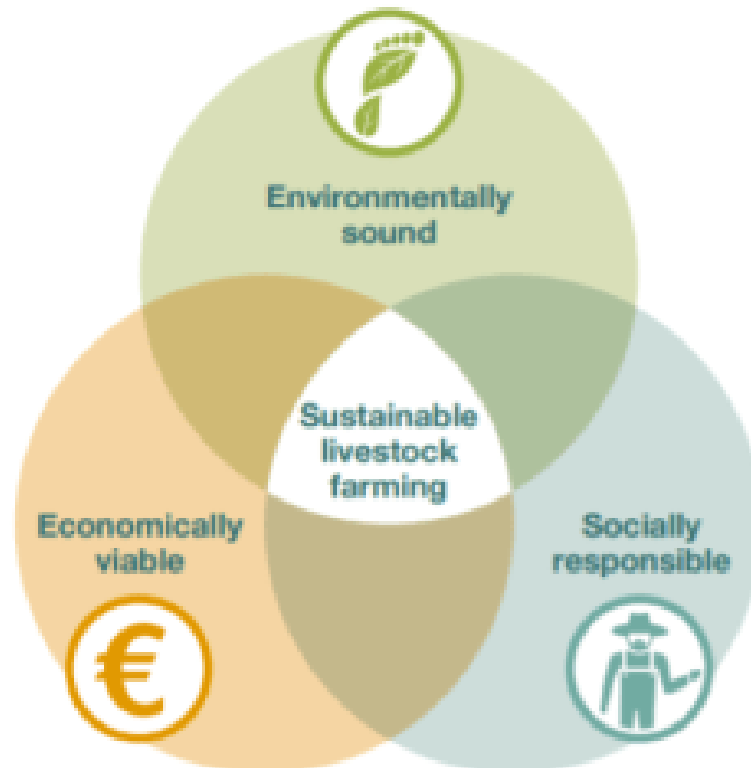 Environmentally
sound
Sustainable
livestock
farming
Economically
viable
Socially
responsible
€